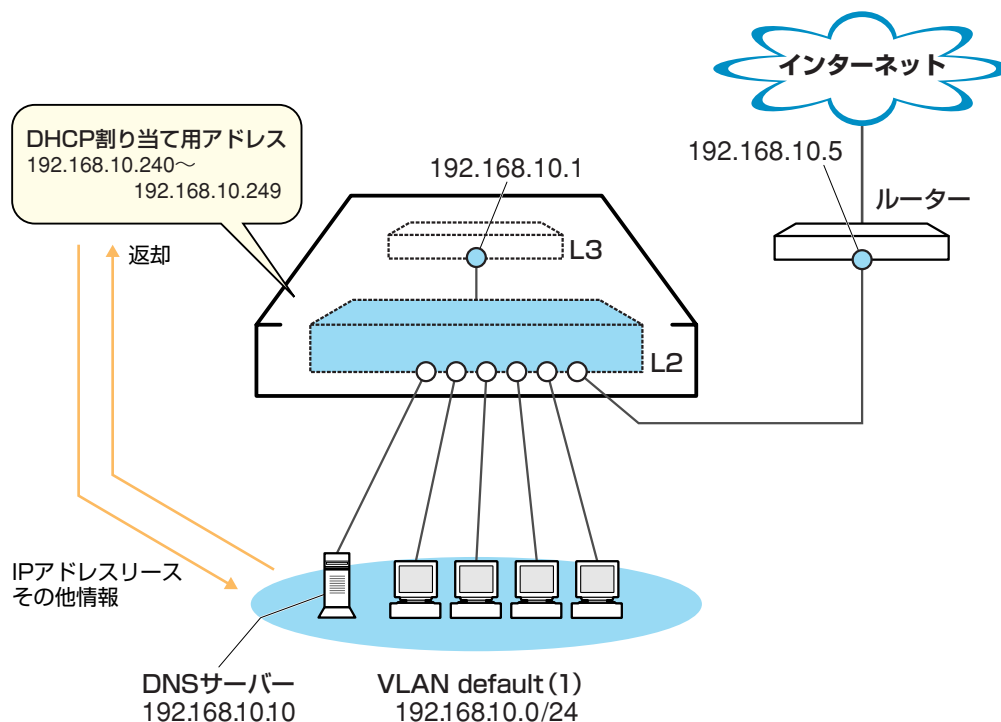 インターネット
DHCP割り当て用アドレス
192.168.10.240〜
192.168.10.249
192.168.10.1
192.168.10.5
ルーター
返却
L3
L2
IPアドレスリース
その他情報
DNSサーバー
192.168.10.10
VLAN default(1)
192.168.10.0/24